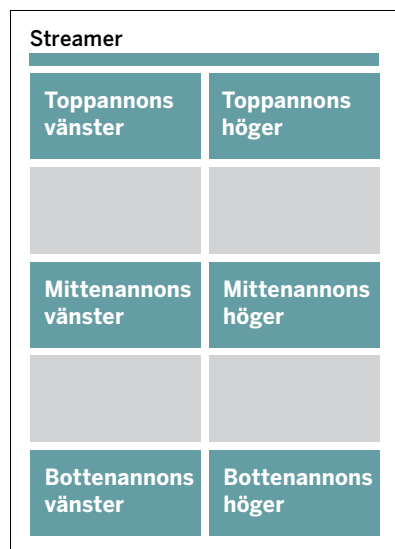 Streamer
Toppannons
vänster
Toppannons
höger
Mittenannons
vänster
Mittenannons
höger
Bottenannons
vänster
Bottenannons
höger